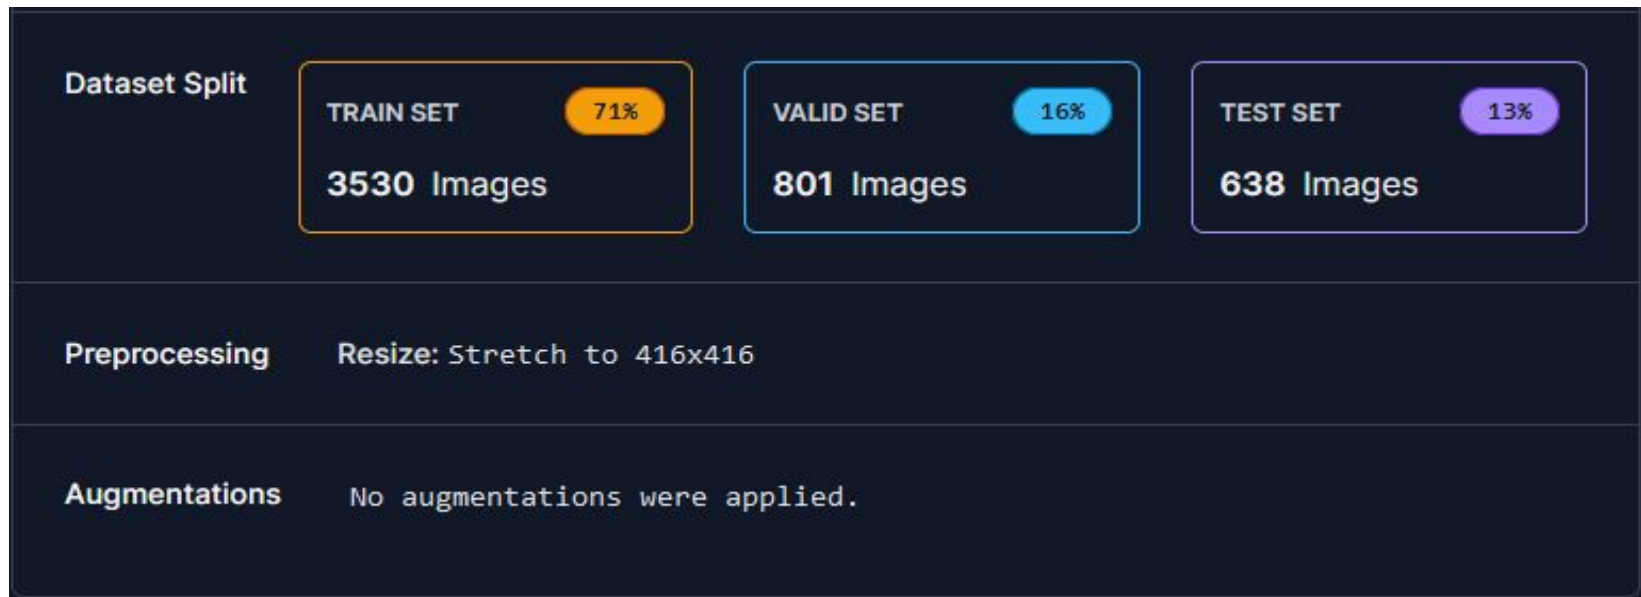 Dataset Split
TRAIN SET 71%
3530 Images
VALID SET 16%
801 Images
TEST SET 13%
638 Images
Preprocessing
Resize: Stretch to 416x416
Augmentations
No augmentations were applied.